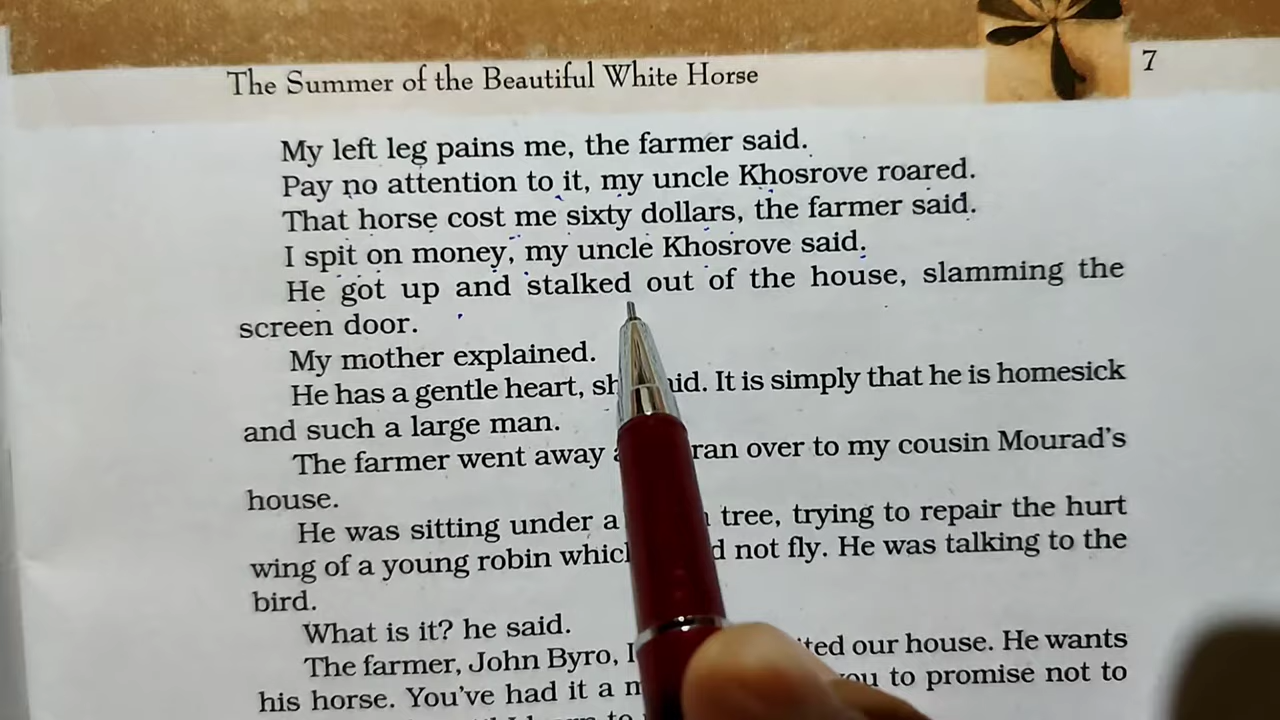 The Summer of the Beautiful White Horse
7
My left leg pains me, the farmer said.
Pay no attention to it, my uncle Khosrove roared.
That horse cost me sixty dollars, the farmer said.
I spit on money, my uncle Khosrove said.
He got up and stalked out of the house, slamming the
screen door.
My mother explained.
He has a gentle heart, sh aid. It is simply that he is homesick
and such a large man.
The farmer went away ran over to my cousin Mourad's
house.
He was sitting under a tree, trying to repair the hurt
wing of a young robin which not fly. He was talking to the
bird.
What is it? he said.
The farmer, John Byro, our house. He wants
his horse. You've had it a to promise not to